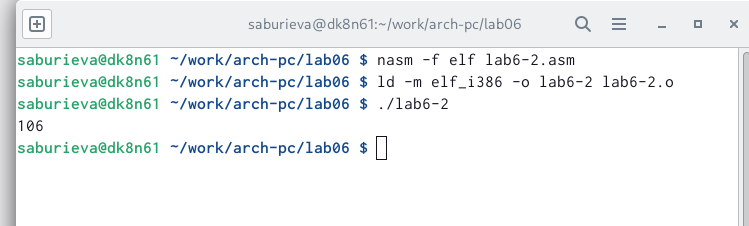 saburieva@dk8n61:~/work/arch-pc/lab06
saburieva@dk8n61 ~/work/arch-pc/lab06 $ nasm -f elf lab6-2.asm
saburieva@dk8n61 ~/work/arch-pc/lab06 $ ld -m elf_i386 -o lab6-2 lab6-2.o
saburieva@dk8n61 ~/work/arch-pc/lab06 $ ./lab6-2
106
saburieva@dk8n61 ~/work/arch-pc/lab06 $